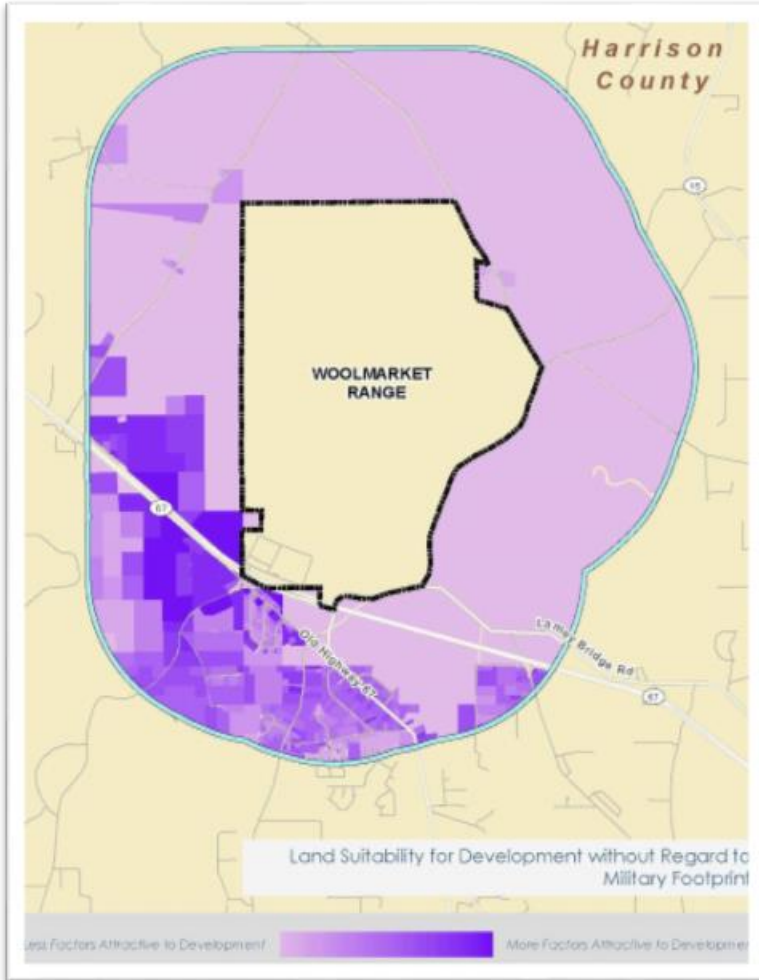 Harrison
County
15
WOOLMARKET
RANGE
67
Old Highway 67
Lamey Bridge Rd
67
Land Suitability for Development without Regard to
Military Footprint
Less Factors Attractive to Development
More Factors Attractive to Developmen